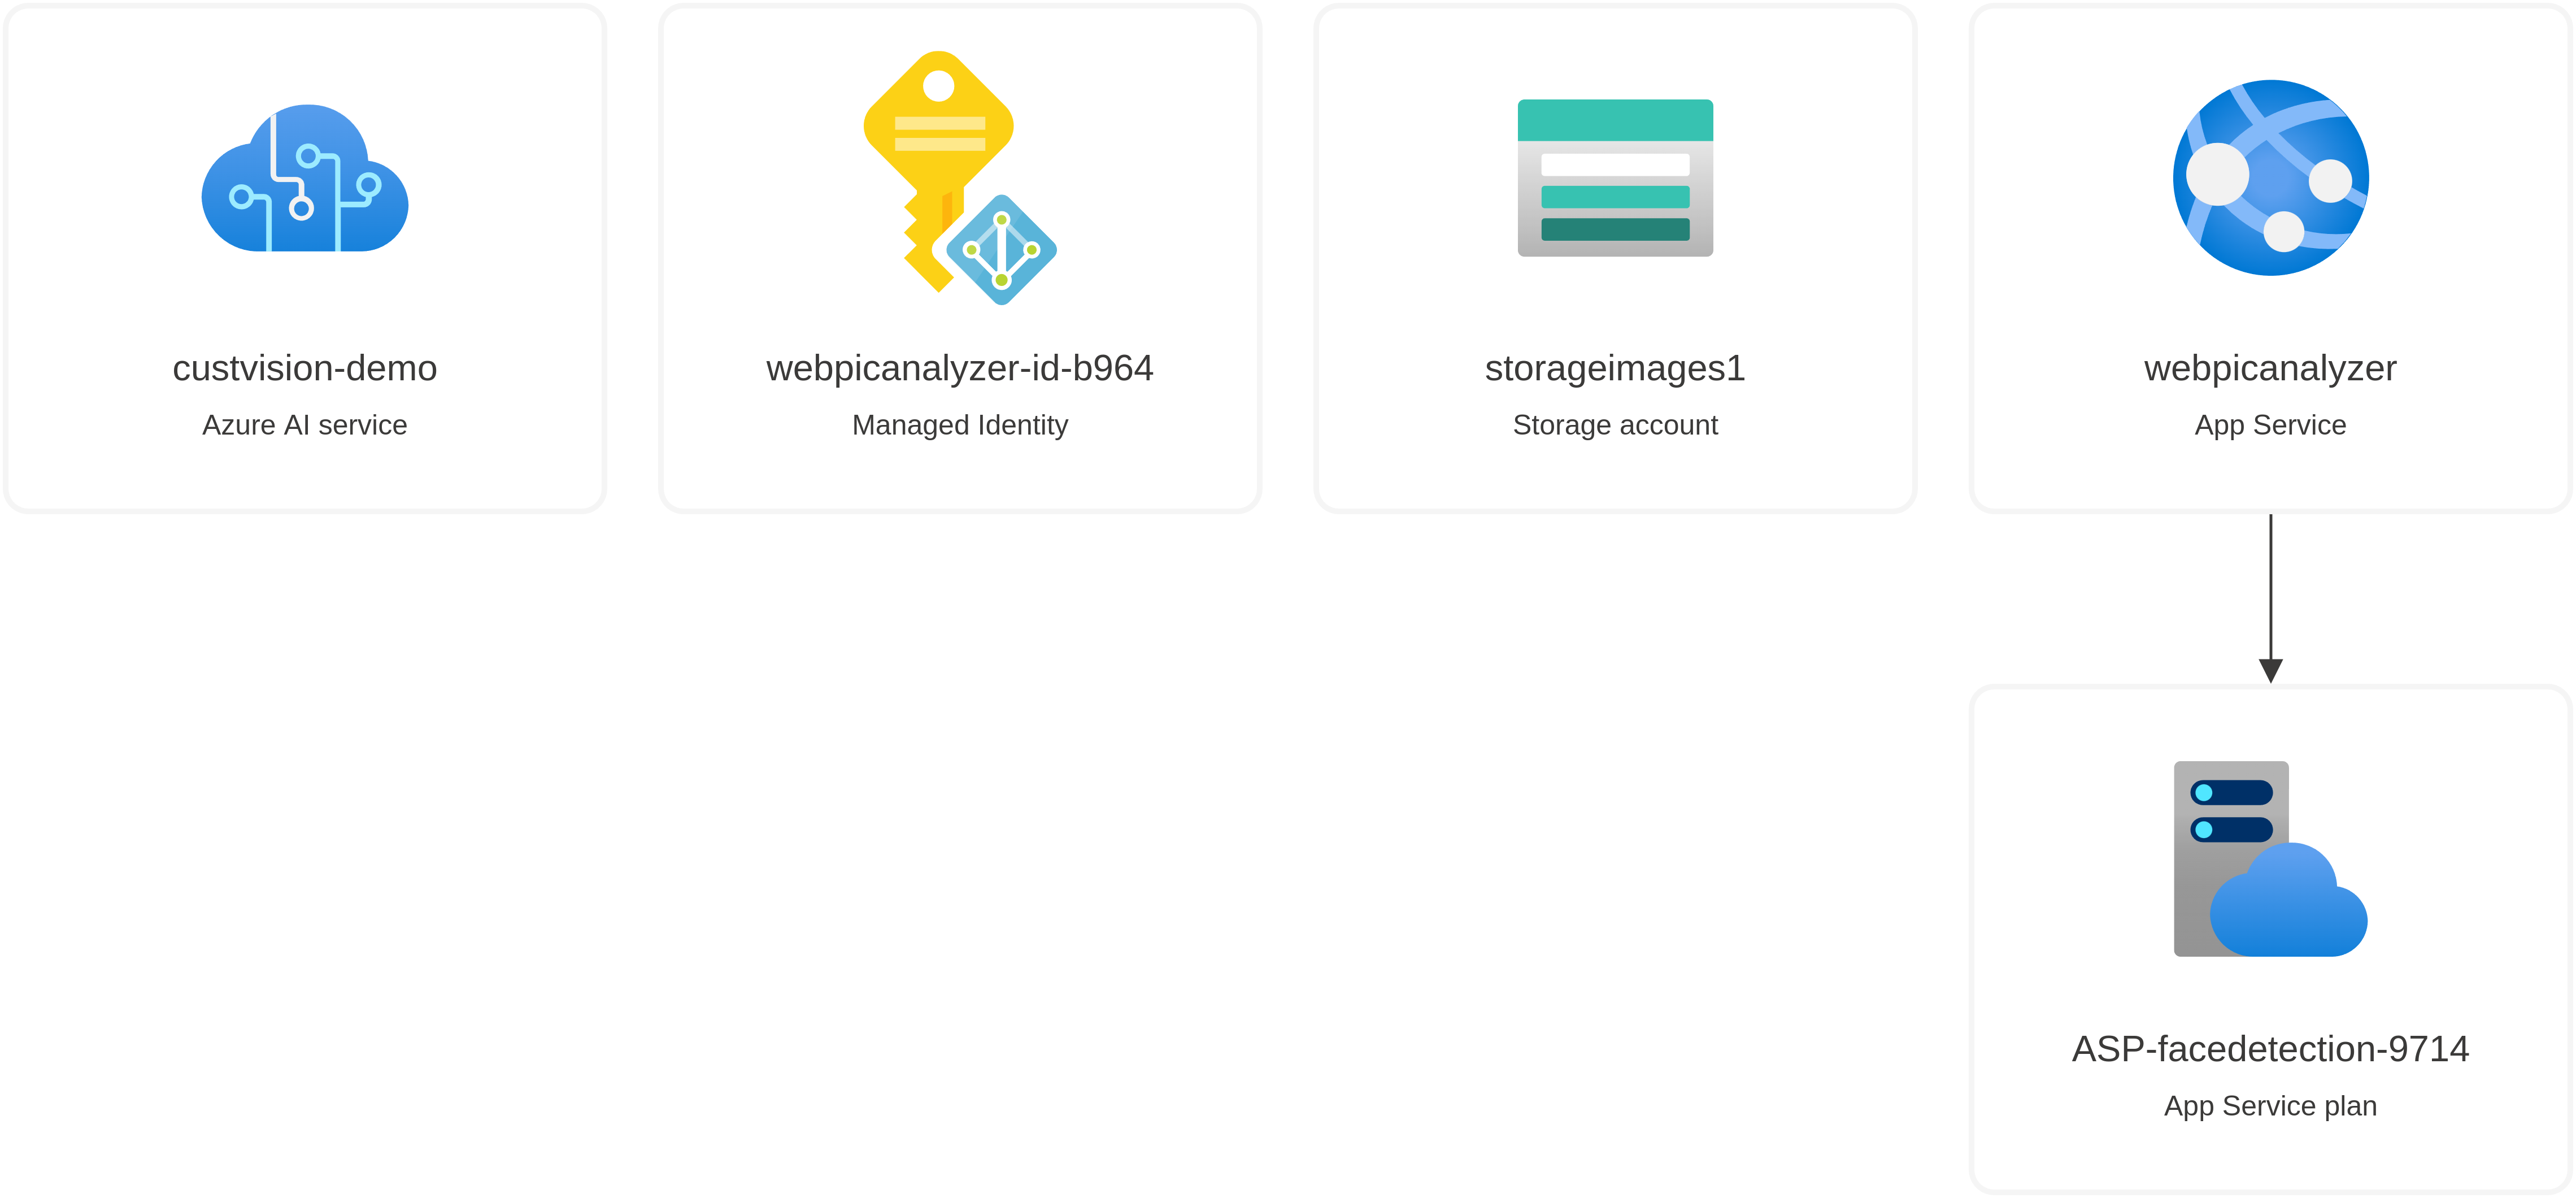 custvision-demo
Azure AI service
webpicanalyzer-id-b964
Managed Identity
storageimages1
Storage account
webpicanalyzer
App Service
ASP-facedetection-9714
App Service plan